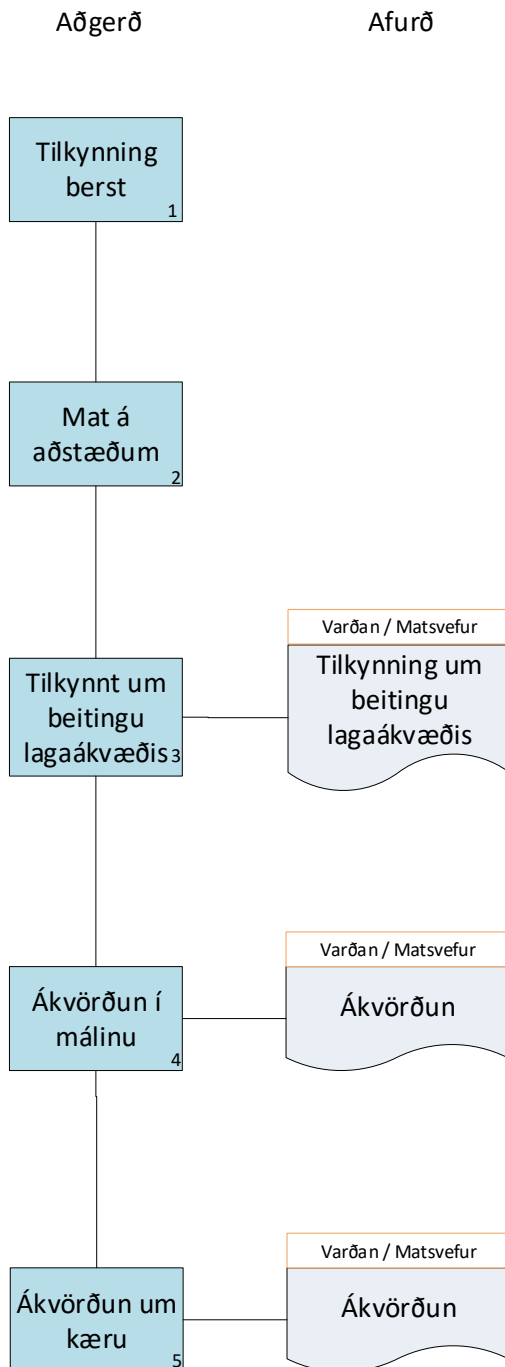 Aðgerð
Afurð
Tilkynning
berst
1
Mat á
aðstæðum
2
Tilkynnt um
beitingu
lagaákvæðis
3
Varðan / Matsvefur
Tilkynning um
beitingu
lagaákvæðis
Ákvörðun í
málinu
4
Varðan / Matsvefur
Ákvörðun
Ákvörðun um
kæru
5
Varðan / Matsvefur
Ákvörðun